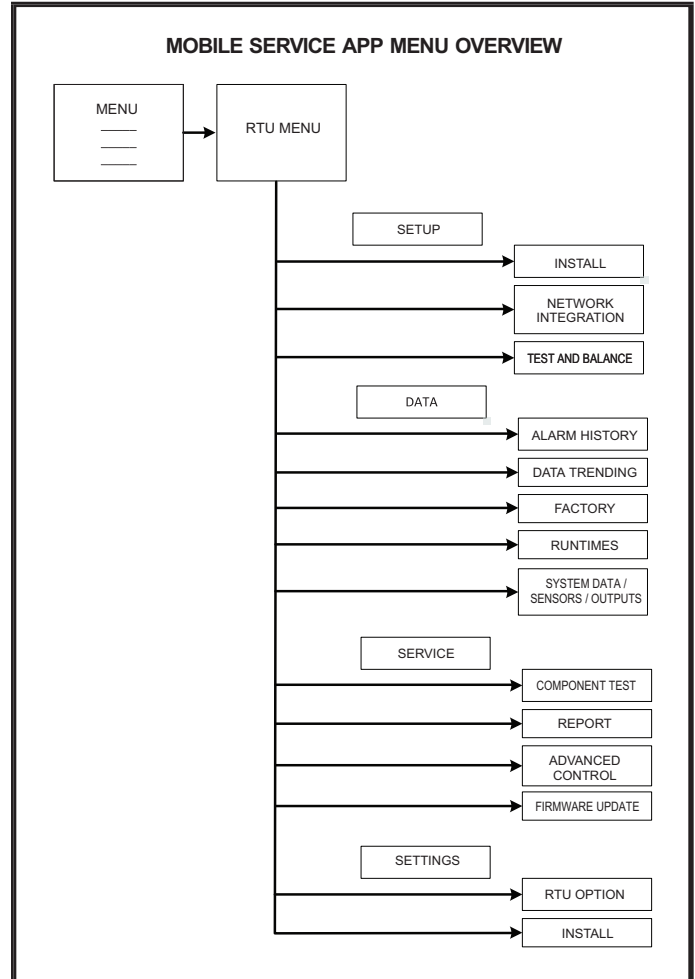 MOBILE SERVICE APP MENU OVERVIEW
MENU
RTU MENU
SETUP
INSTALL
NETWORK
INTEGRATION
TEST AND BALANCE
DATA
ALARM HISTORY
DATA TRENDING
FACTORY
RUNTIMES
SYSTEM DATA /
SENSORS / OUTPUTS
SERVICE
COMPONENT TEST
REPORT
ADVANCED
CONTROL
FIRMWARE UPDATE
SETTINGS
RTU OPTION
INSTALL